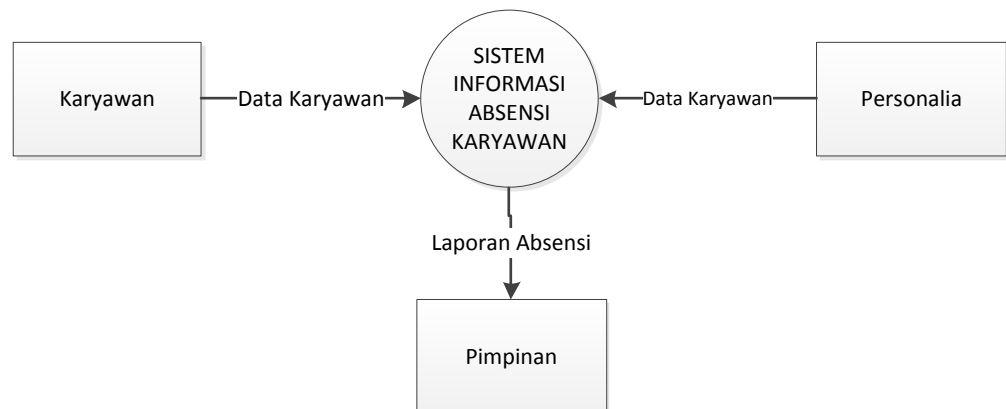 Karyawan
Data Karyawan
SISTEM
INFORMASI
ABSENSI
KARYAWAN
Data Karyawan
Personalia
Laporan Absensi
Pimpinan